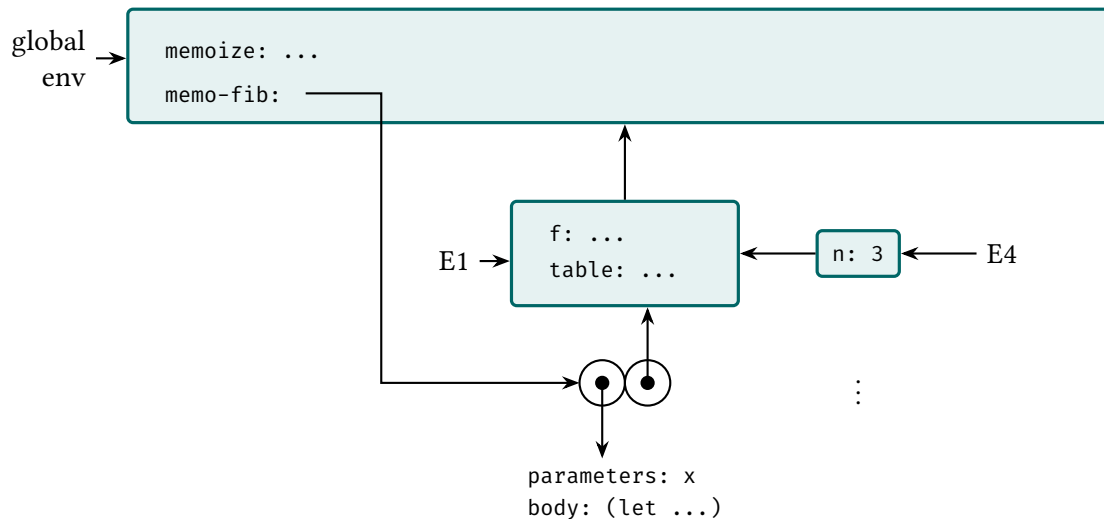 global
env
memoize: ...
memo-fib:
E1
f: ...
table: ...
n: 3
E4
⋮
parameters: x
body: (let ...)